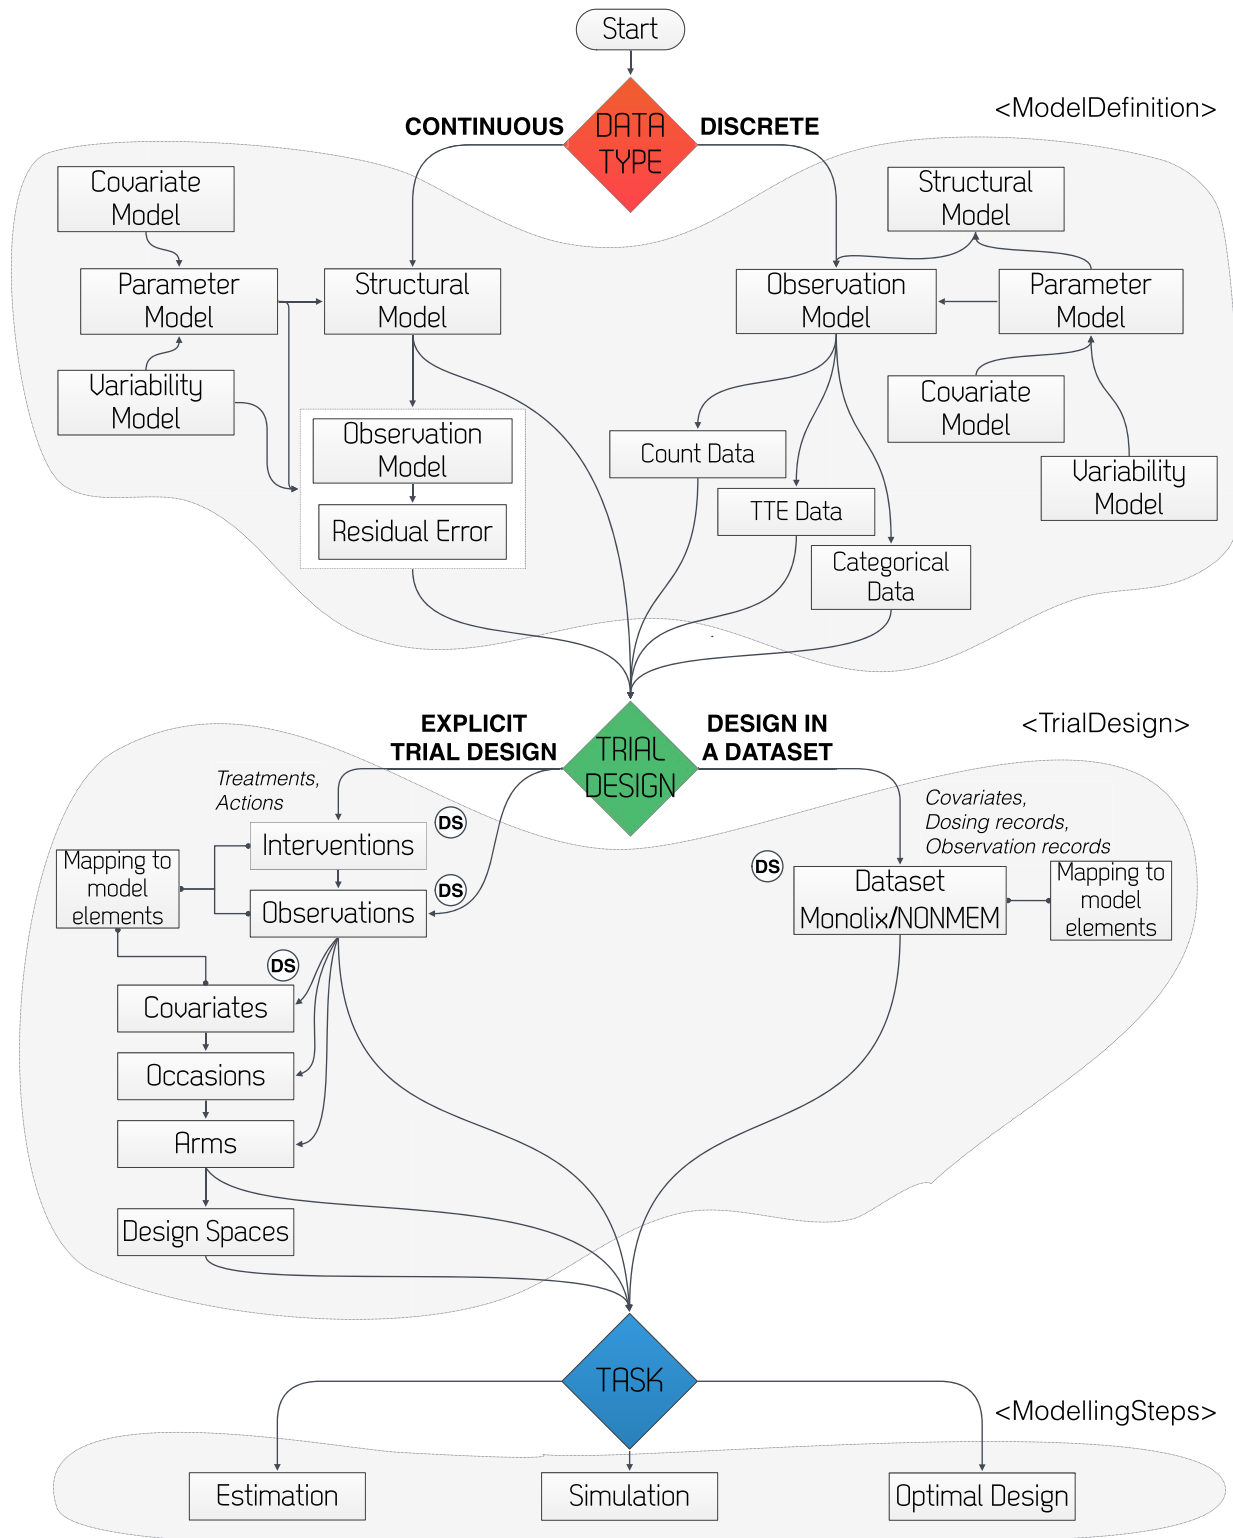 Start
<ModelDefinition>
CONTINUOUS
DATA
TYPE
DISCRETE
Covariate
Model
Structural
Model
Parameter
Model
Structural
Model
Observation
Model
Parameter
Model
Variability
Model
Covariate
Model
Observation
Model
Count Data
Variability
Model
Residual Error
TTE Data
Categorical
Data
EXPLICIT
TRIAL DESIGN
TRIAL
DESIGN
DESIGN IN
A DATASET
<TrialDesign>
Treatments,
Actions
Covariates,
Dosing records,
Observation records
DS
Interventions
Mapping to
model
elements
DS
Observations
DS
Dataset
Monolix/NONMEM
Mapping to
model
elements
DS
Covariates
Occasions
Arms
Design Spaces
TASK
<ModellingSteps>
Estimation
Simulation
Optimal Design